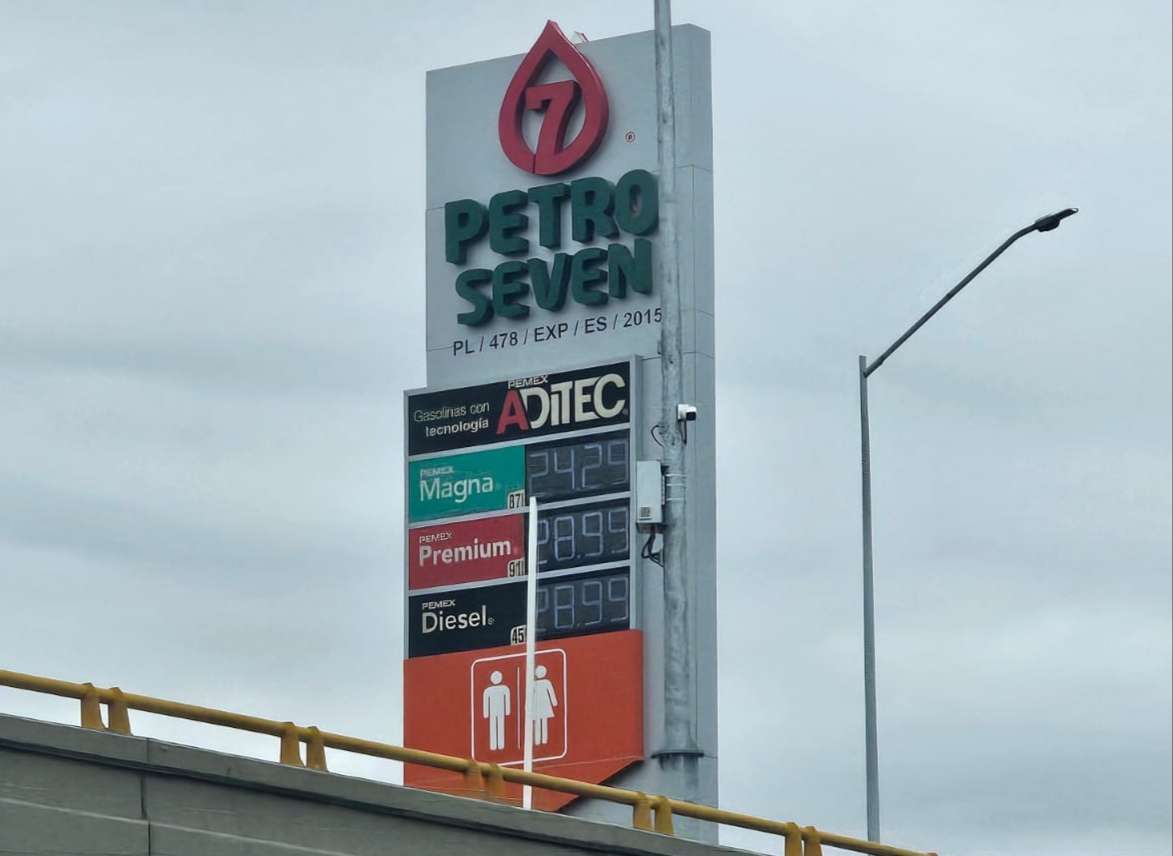 7
PETRO
SEVEN
PL / 478 / EXP / ES / 2015
Gasolinas con
tecnología
PEMEX
ADiTEC
PEMEX
Magna
87
24.29
PEMEX
Premium
91
28.99
PEMEX
Diesel
45
28.99